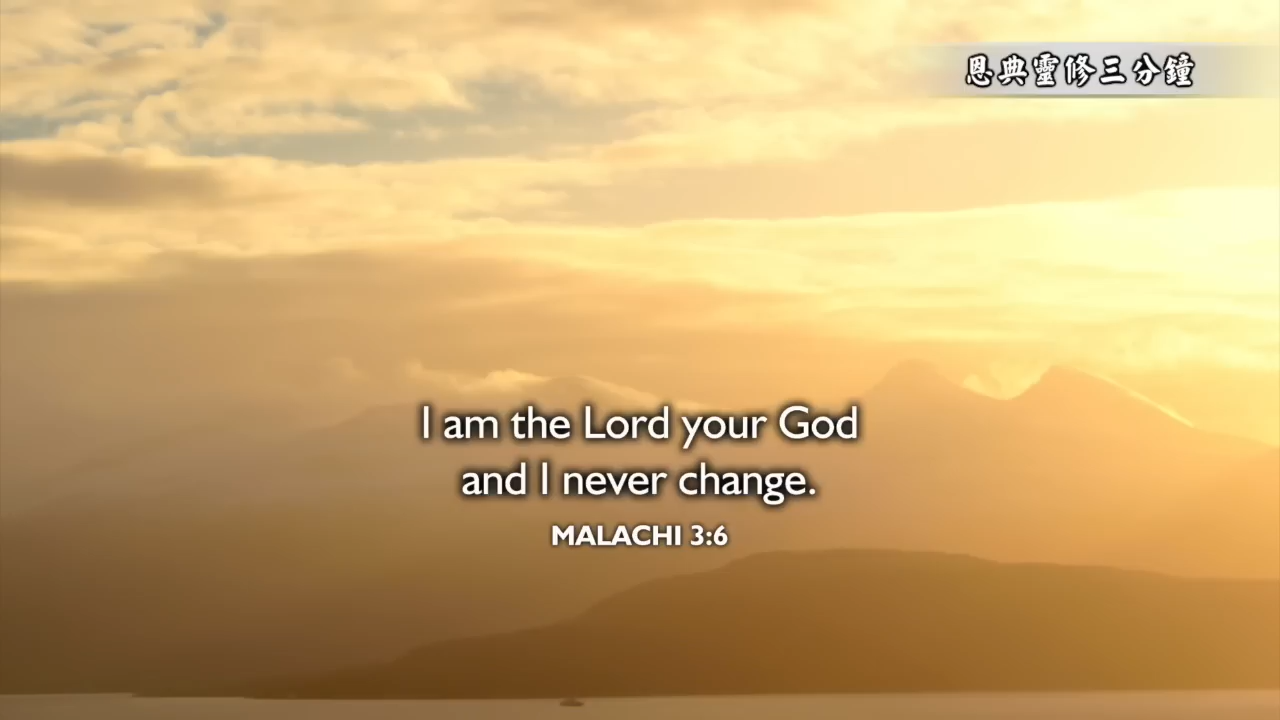 恩典靈修三分鐘
I am the Lord your God
and I never change.
MALACHI 3:6